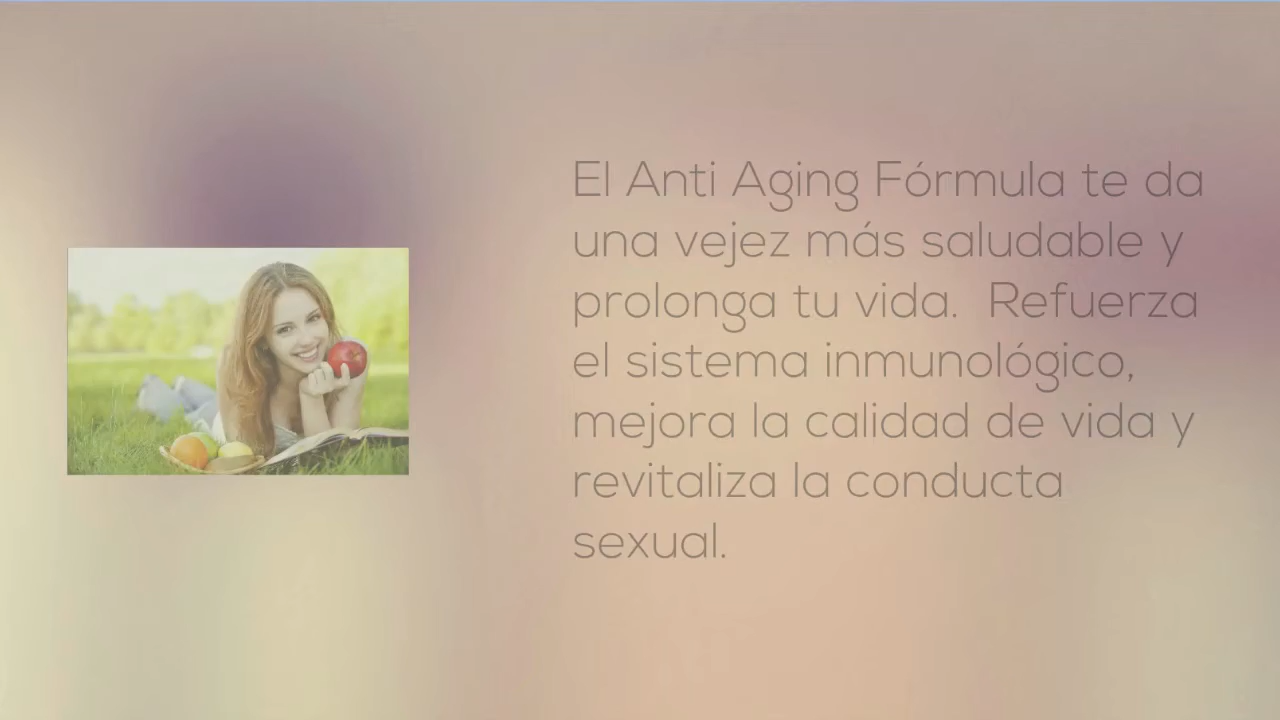 El Anti Aging Fórmula te da
una vejez más saludable y
prolonga tu vida.  Refuerza
el sistema inmunológico,
mejora la calidad de vida y
revitaliza la conducta
sexual.